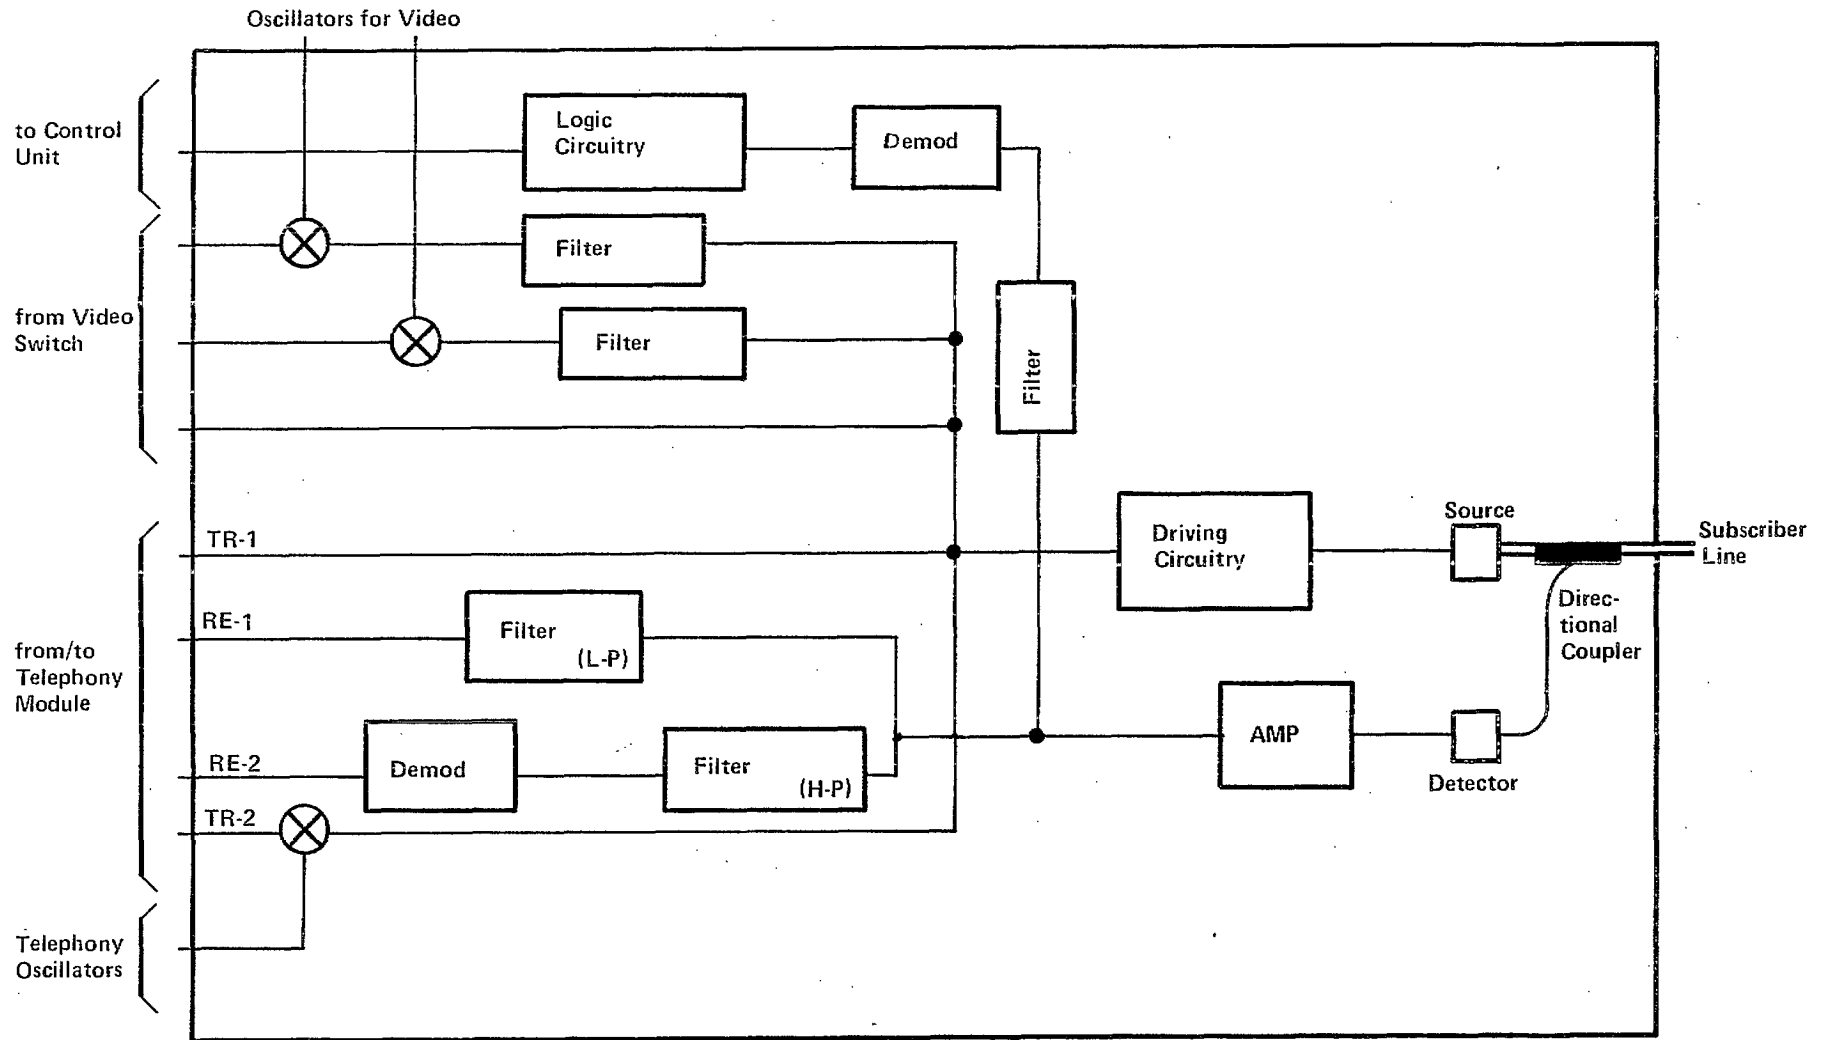 Oscillators for Video
to Control
Unit
Logic
Circuitry
Demod
Filter
from Video
Switch
Filter
Filter
TR-1
Driving
Circuitry
Source
Subscriber
Line
Direc-
tional
Coupler
RE-1
Filter
(L-P)
from/to
Telephony
Module
RE-2
Demod
Filter
(H-P)
AMP
Detector
TR-2
Telephony
Oscillators